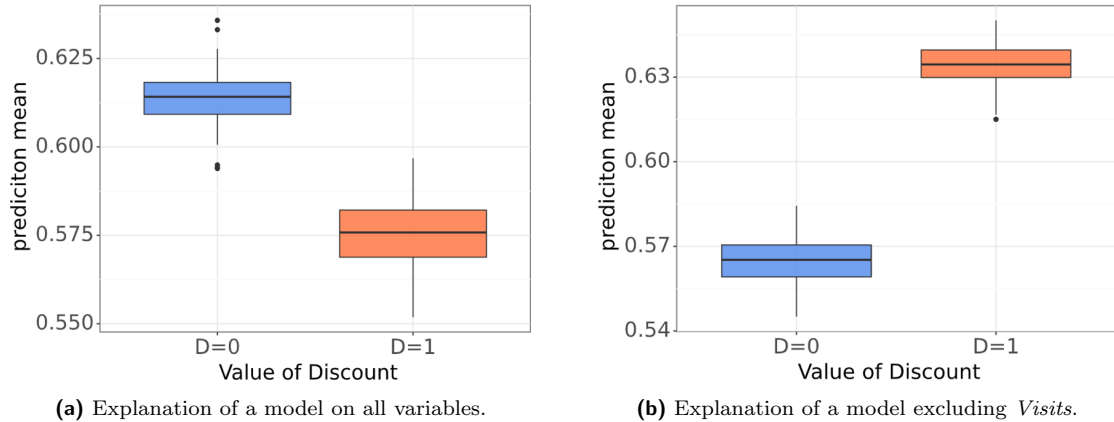 prediciton mean
0.625
0.600
0.575
0.550
D=0 D=1
Value of Discount
(a) Explanation of a model on all variables.
prediciton mean
0.63
0.60
0.57
0.54
D=0 D=1
Value of Discount
(b) Explanation of a model excluding Visits.